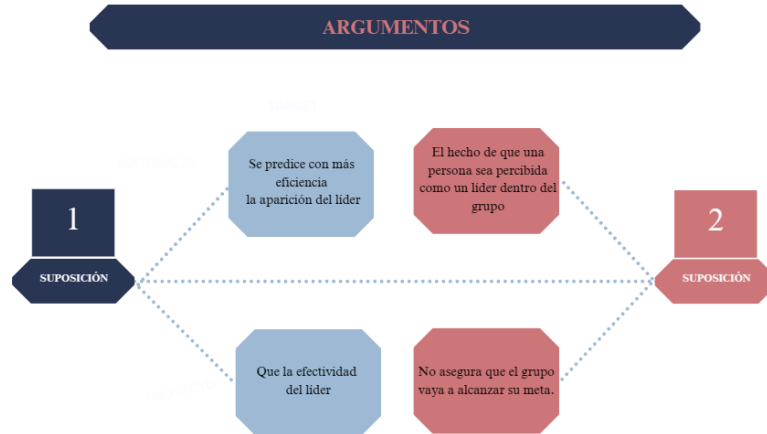 ARGUMENTOS
Se predice con más
eficiencia
la aparición del líder
El hecho de que una
persona sea percibida
como un líder dentro del
grupo
1
SUPOSICIÓN
2
SUPOSICIÓN
Que la efectividad
del líder
No asegura que el grupo
vaya a alcanzar su meta.